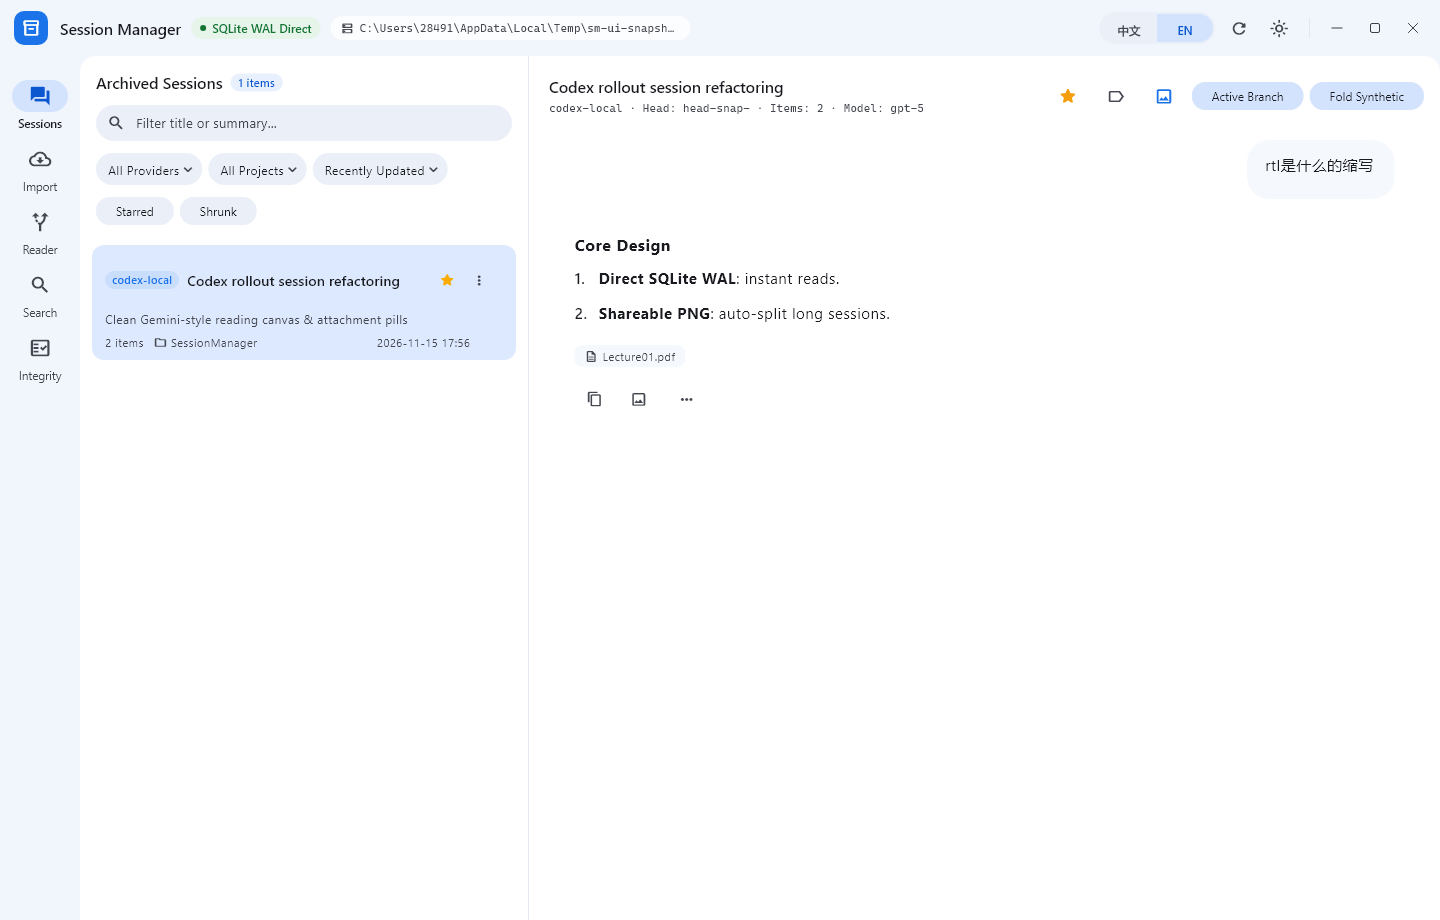 Session Manager
SQLite WAL Direct
C:\Users\28491\AppData\Local\Temp\sm-ui-snapsh…
中文
EN
Sessions
Import
Reader
Search
Integrity
Archived Sessions
1 items
Filter title or summary...
All Providers
All Projects
Recently Updated
Starred
Shrunk
codex-local
Codex rollout session refactoring
Clean Gemini-style reading canvas & attachment pills
2 items
SessionManager
2026-11-15 17:56
Codex rollout session refactoring
codex-local · Head: head-snap- · Items: 2 · Model: gpt-5
Active Branch
Fold Synthetic
rtl是什么的缩写
Core Design
1. Direct SQLite WAL: instant reads.
2. Shareable PNG: auto-split long sessions.
Lecture01.pdf